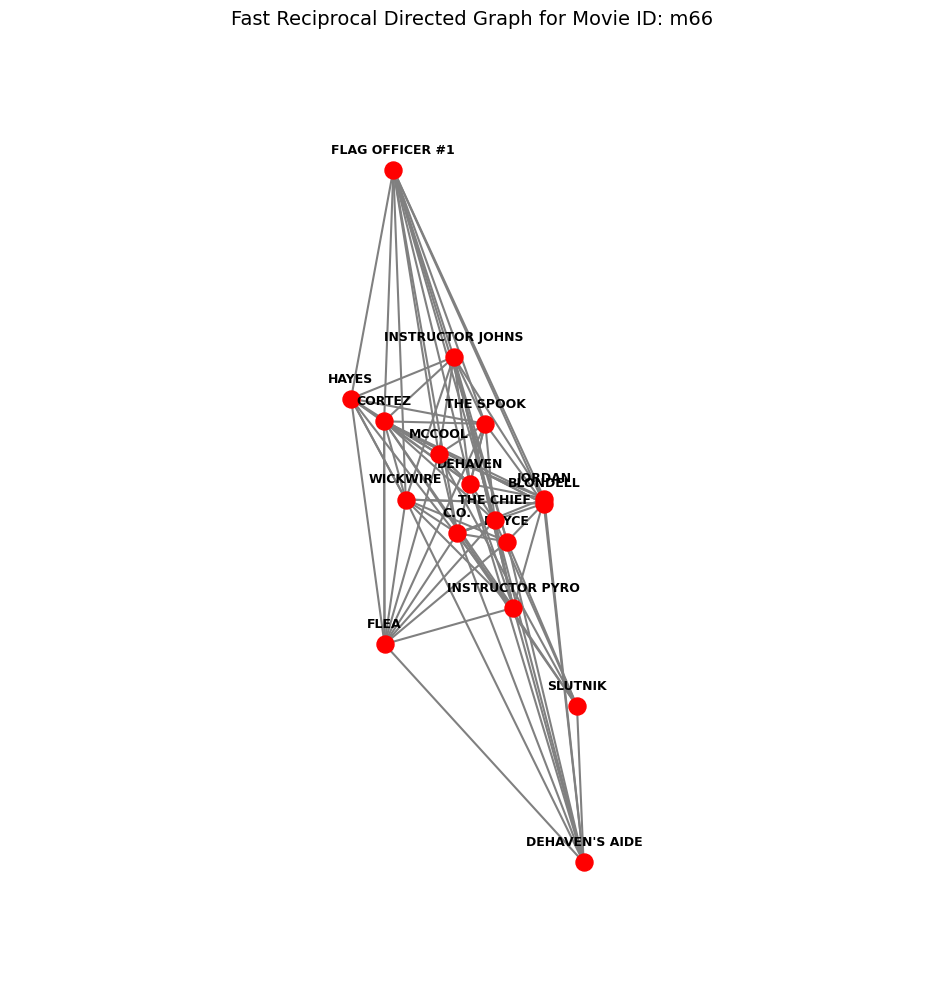 Fast Reciprocal Directed Graph for Movie ID: m66
FLAG OFFICER #1
INSTRUCTOR JOHNS
HAYES
CORTEZ
THE SPOOK
MCCOOL
DEHAVEN
WICKWIRE
JORDAN
BLONDELL
THE CHIEF
C.O.
INSTRUCTOR PYRO
FLEA
SLUTNIK
DEHAVEN'S AIDE